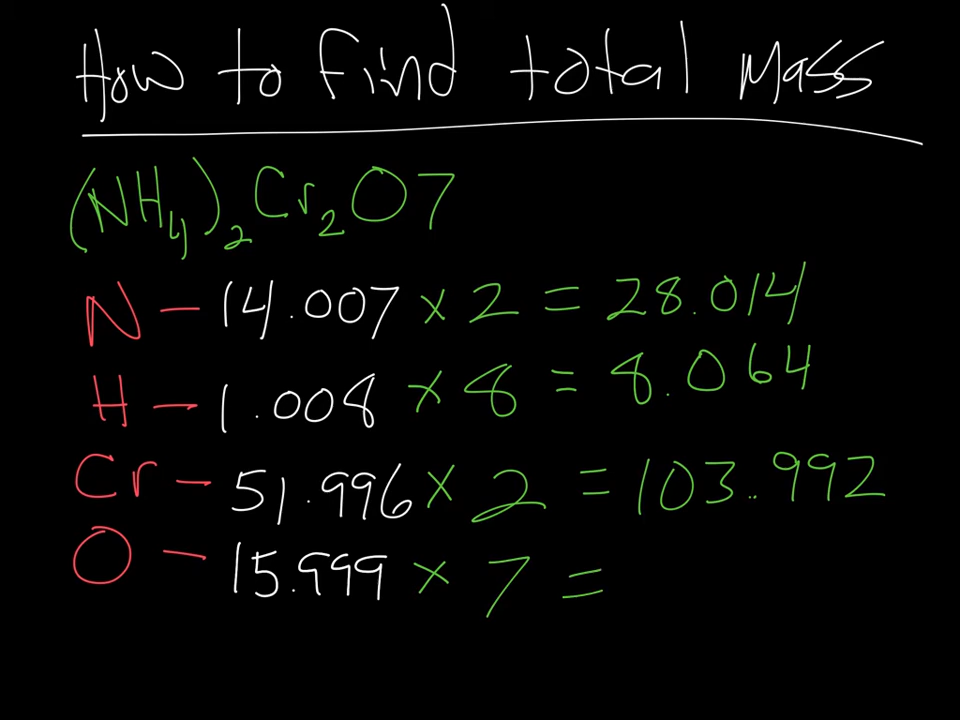 How to find total Mass
(NH4)2Cr2O7
N - 14.007 × 2 = 28.014
H - 1.008 × 8 = 8.064
Cr - 51.996 × 2 = 103.992
O - 15.999 × 7 =